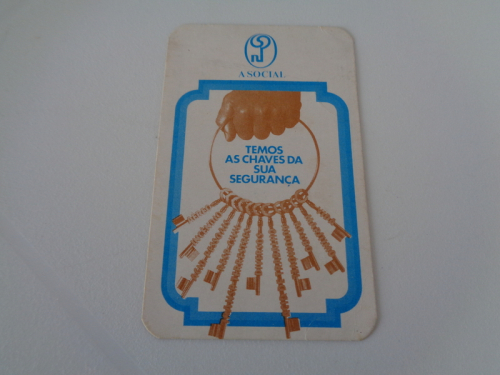 A SOCIAL
TEMOS
AS CHAVES DA
SUA
SEGURANÇA